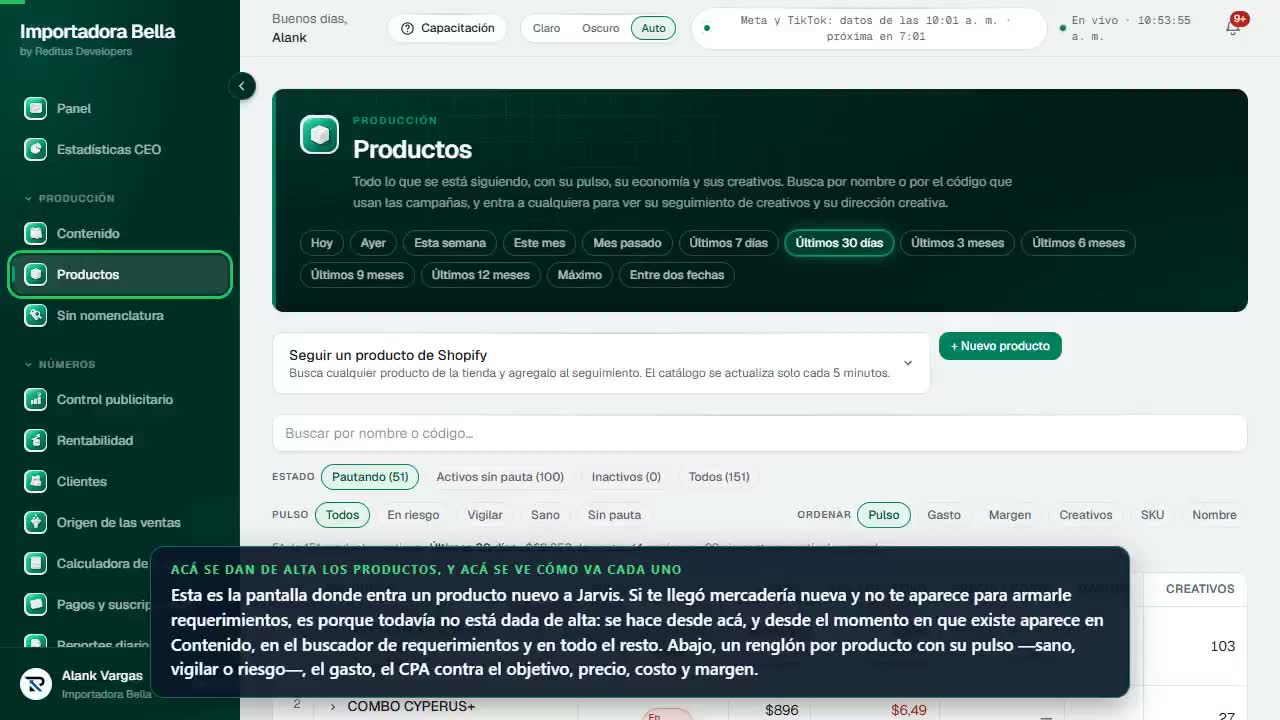 Importadora Bella
by Reditus Developers
Panel
Estadísticas CEO
PRODUCCIÓN
Contenido
Productos
Sin nomenclatura
NÚMEROS
Control publicitario
Rentabilidad
Clientes
Origen de las ventas
Calculadora de
Pagos y suscrip
Reportes diario
Alank Vargas
Importadora Bella
Buenos días,
Alank
Capacitación
Claro Oscuro Auto
Meta y TikTok: datos de las 10:01 a. m. ·
próxima en 7:01
En vivo · 10:53:55
a. m.
9+
PRODUCCIÓN
Productos
Todo lo que se está siguiendo, con su pulso, su economía y sus creativos. Busca por nombre o por el código que
usan las campañas, y entra a cualquiera para ver su seguimiento de creativos y su dirección creativa.
Hoy Ayer Esta semana Este mes Mes pasado Últimos 7 días Últimos 30 días Últimos 3 meses Últimos 6 meses
Últimos 9 meses Últimos 12 meses Máximo Entre dos fechas
Seguir un producto de Shopify
Busca cualquier producto de la tienda y agregalo al seguimiento. El catálogo se actualiza solo cada 5 minutos.
+ Nuevo producto
Buscar por nombre o código...
ESTADO Pautando (51) Activos sin pauta (100) Inactivos (0) Todos (151)
PULSO Todos En riesgo Vigilar Sano Sin pauta ORDENAR Pulso Gasto Margen Creativos SKU Nombre
CREATIVOS
103
ACÁ SE DAN DE ALTA LOS PRODUCTOS, Y ACÁ SE VE CÓMO VA CADA UNO
Esta es la pantalla donde entra un producto nuevo a Jarvis. Si te llegó mercadería nueva y no te aparece para armarle
requerimientos, es porque todavía no está dada de alta: se hace desde acá, y desde el momento en que existe aparece en
Contenido, en el buscador de requerimientos y en todo el resto. Abajo, un renglón por producto con su pulso —sano,
vigilar o riesgo—, el gasto, el CPA contra el objetivo, precio, costo y margen.
2 COMBO CYPERUS+ En $896 $6,49 — 27